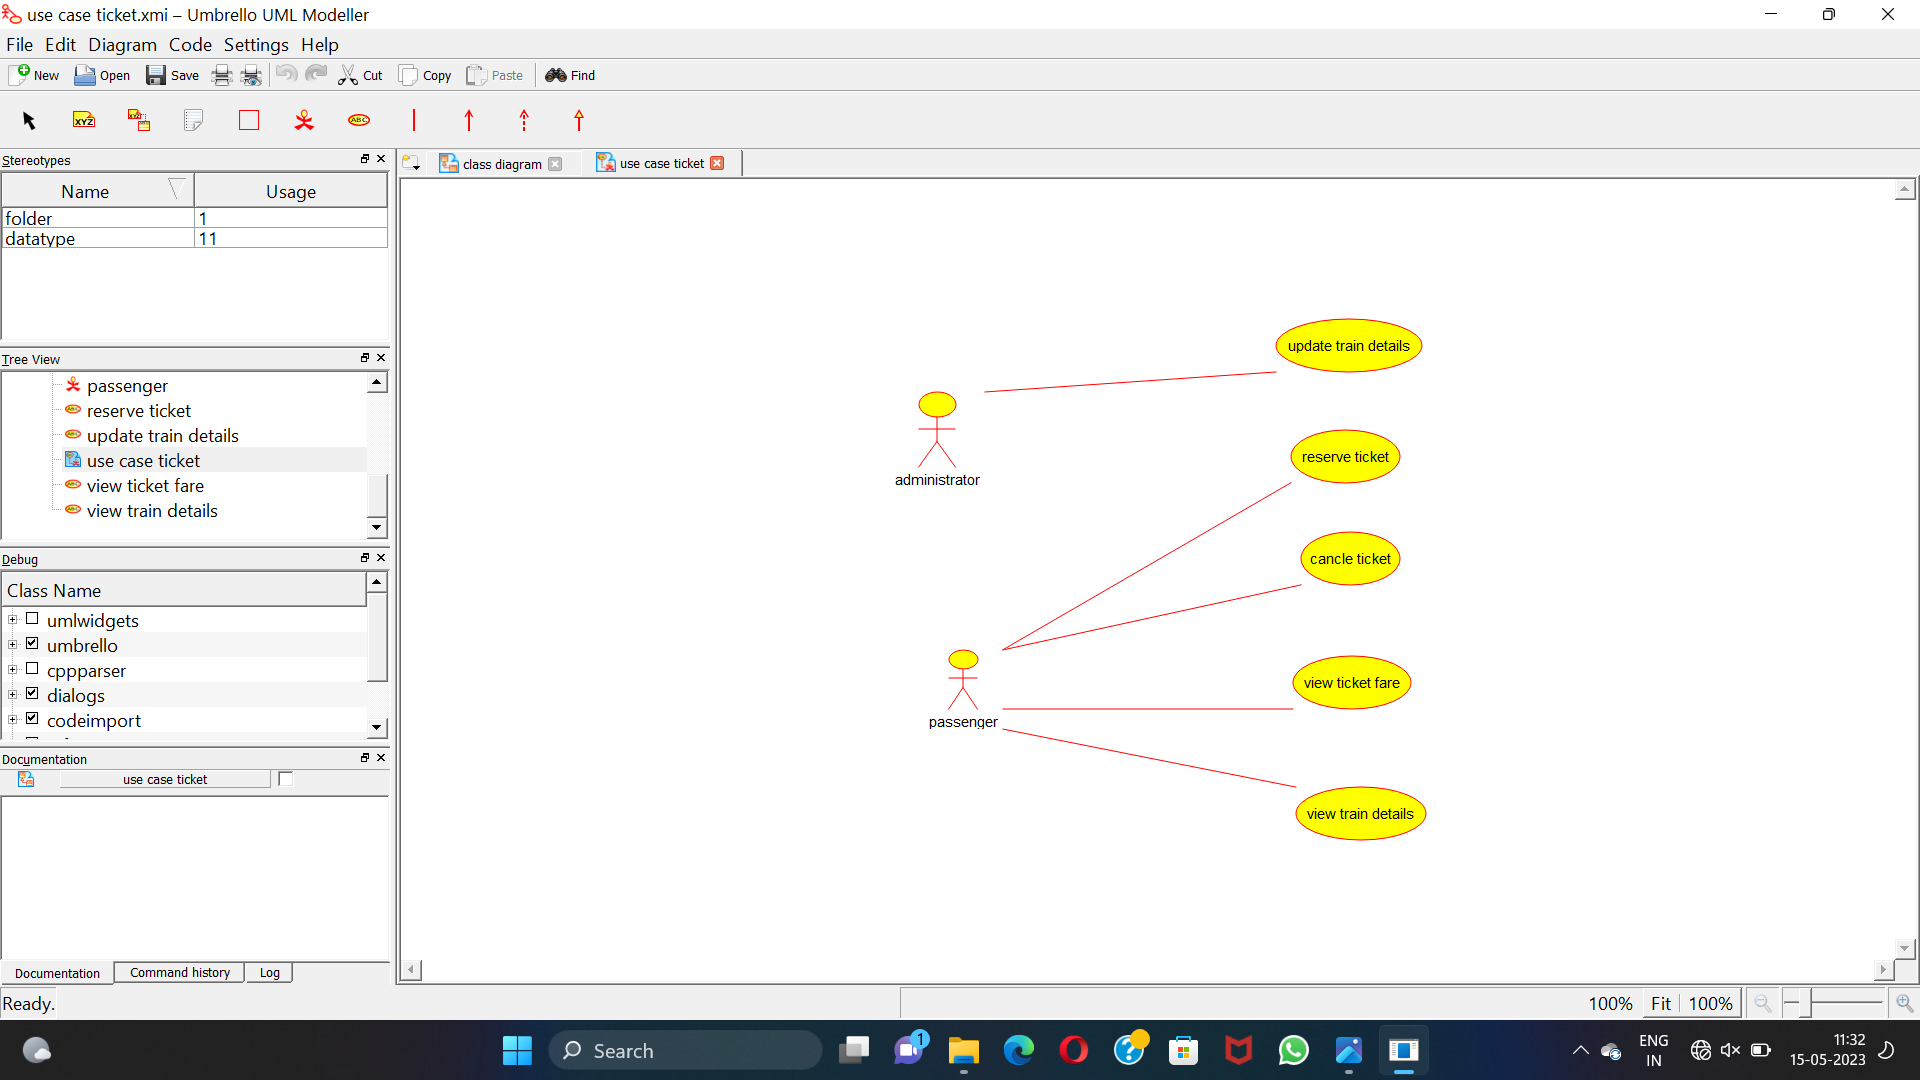 use case ticket.xmi – Umbrello UML Modeller
File Edit Diagram Code Settings Help
New Open Save Cut Copy Paste Find
XYZ XYZ ABC
Stereotypes
class diagram use case ticket
Name Usage
folder 1
datatype 11
Tree View
passenger
reserve ticket
update train details
use case ticket
view ticket fare
view train details
Debug
Class Name
umlwidgets
umbrello
cppparser
dialogs
codeimport
Documentation
use case ticket
Documentation Command history Log
update train details
administrator
reserve ticket
cancle ticket
passenger
view ticket fare
view train details
Ready.
100% Fit 100%
Search
1
ENG
IN
11:32
15-05-2023